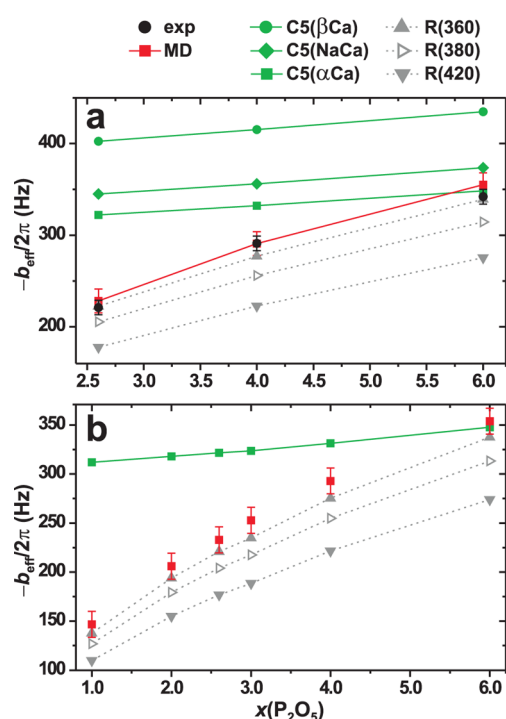 exp C5(βCa) R(360)
MD C5(NaCa) R(380)
C5(αCa) R(420)
a
400
300
200
−b_eff/2π (Hz)
2.5 3.0 3.5 4.0 4.5 5.0 5.5 6.0
b
350
300
250
200
150
100
−b_eff/2π (Hz)
1.0 2.0 3.0 4.0 5.0 6.0
x(P₂O₅)